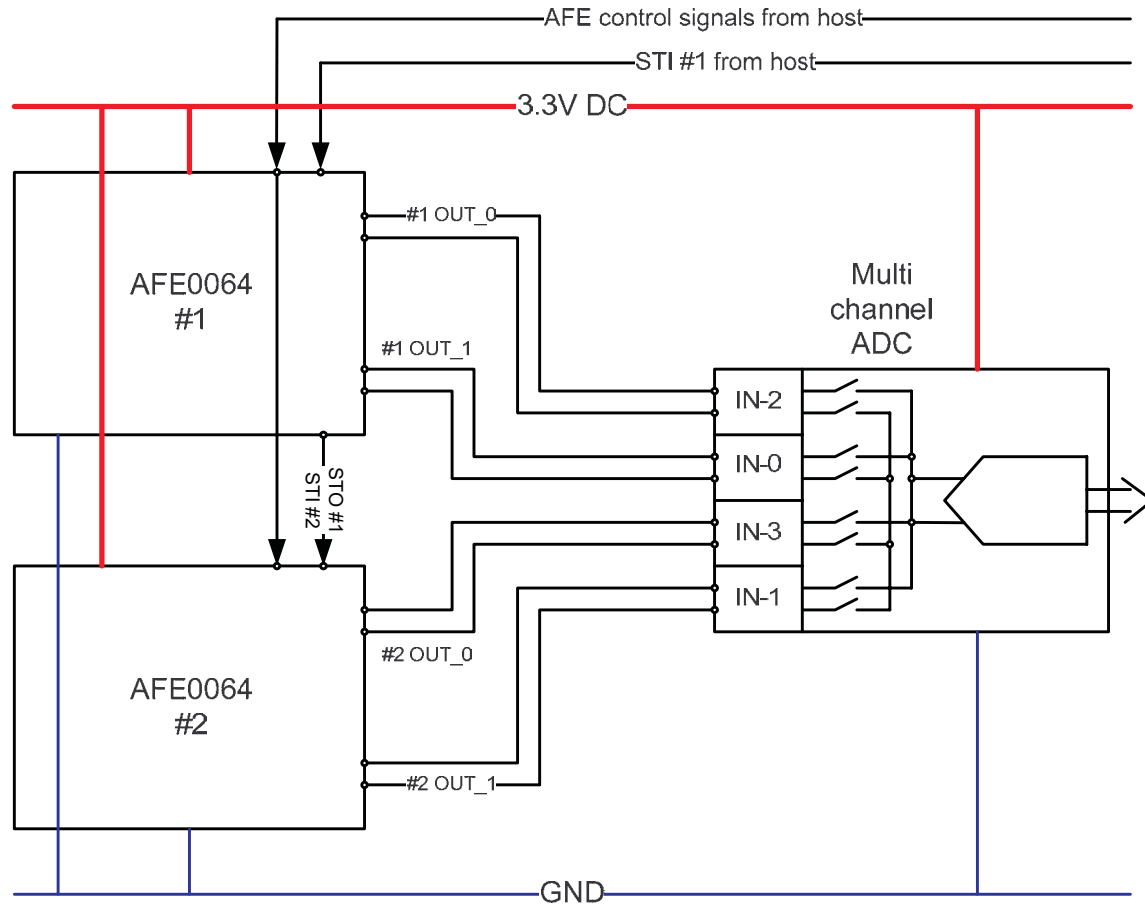 AFE control signals from host
STI #1 from host
3.3V DC
#1 OUT_0
AFE0064
#1
#1 OUT_1
Multi
channel
ADC
IN-2
IN-0
IN-3
IN-1
STO #1
STI #2
#2 OUT_0
AFE0064
#2
#2 OUT_1
GND